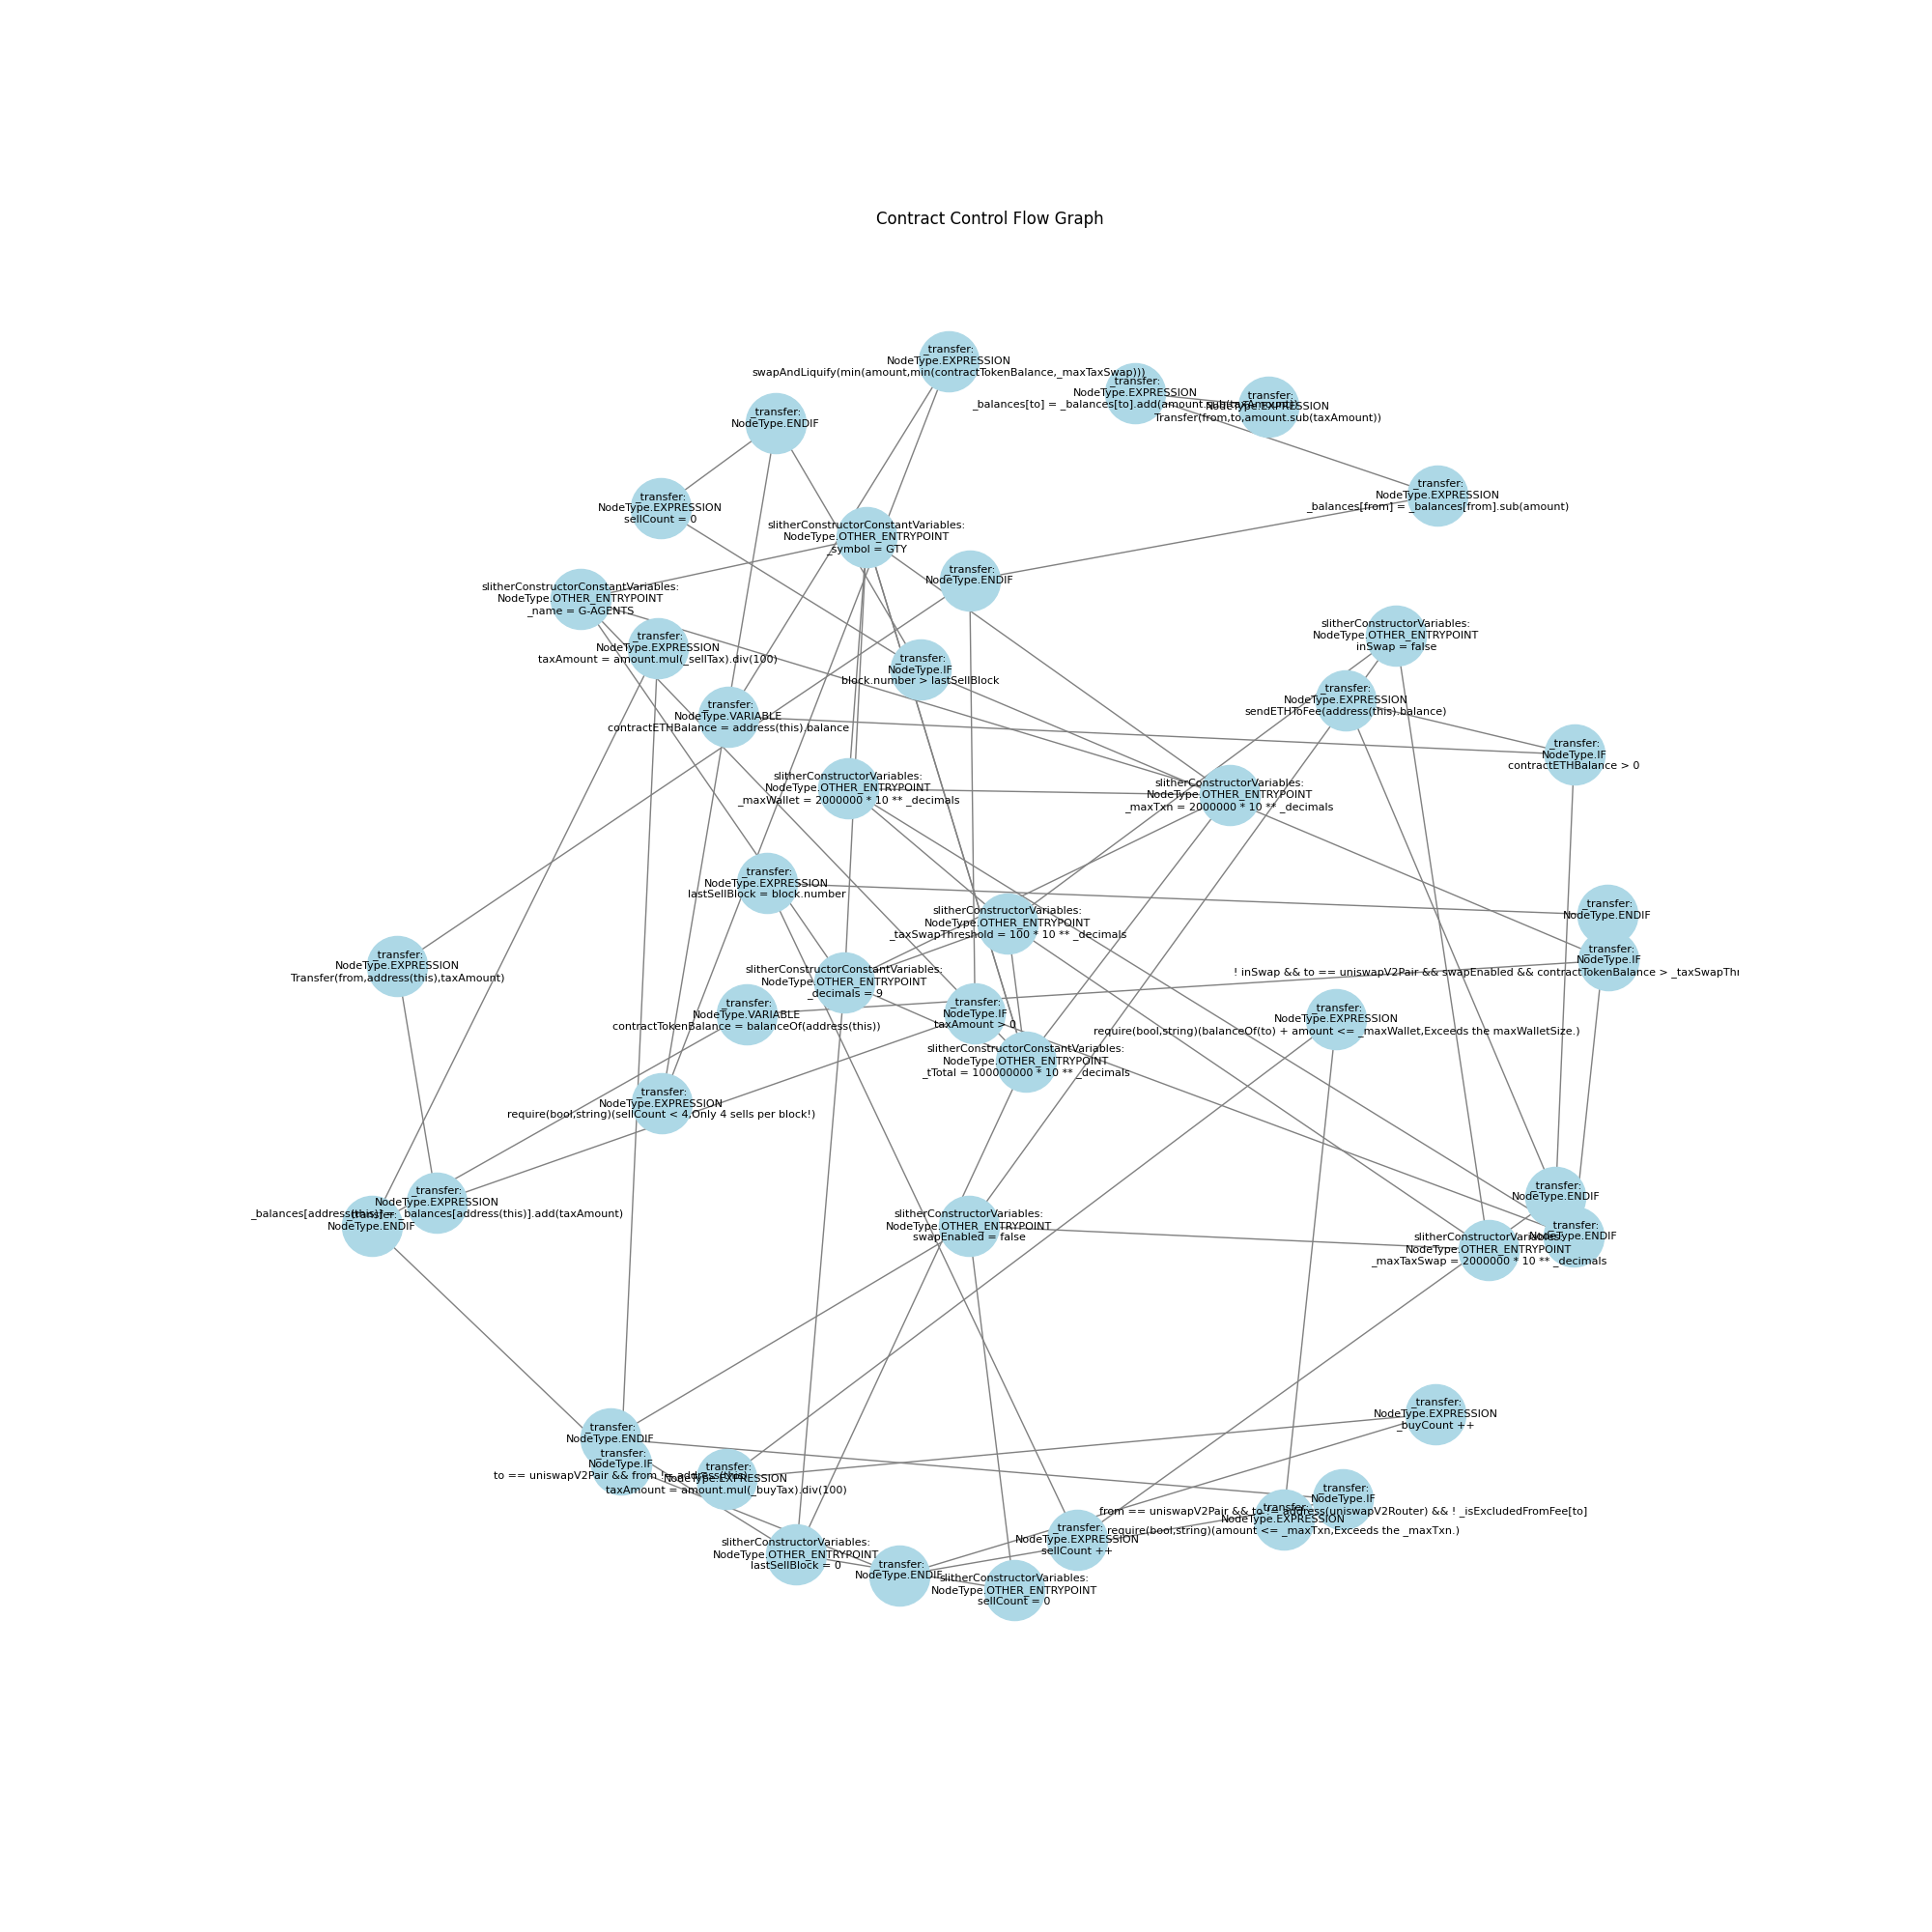 Contract Control Flow Graph
_transfer:
NodeType.EXPRESSION
swapAndLiquify(min(amount,min(contractTokenBalance,_maxTaxSwap)))
_transfer:
NodeType.EXPRESSION
_balances[to] = _balances[to].add(amount.sub(taxAmount))
_transfer:
NodeType.EXPRESSION
Transfer(from,to,amount.sub(taxAmount))
_transfer:
NodeType.ENDIF
_transfer:
NodeType.EXPRESSION
sellCount = 0
_transfer:
NodeType.EXPRESSION
_balances[from] = _balances[from].sub(amount)
slitherConstructorConstantVariables:
NodeType.OTHER_ENTRYPOINT
_symbol = GTY
_transfer:
NodeType.ENDIF
slitherConstructorConstantVariables:
NodeType.OTHER_ENTRYPOINT
_name = G-AGENTS
slitherConstructorVariables:
NodeType.OTHER_ENTRYPOINT
inSwap = false
_transfer:
NodeType.EXPRESSION
taxAmount = amount.mul(_sellTax).div(100)
_transfer:
NodeType.IF
block.number > lastSellBlock
_transfer:
NodeType.EXPRESSION
sendETHToFee(address(this).balance)
_transfer:
NodeType.VARIABLE
contractETHBalance = address(this).balance
_transfer:
NodeType.IF
contractETHBalance > 0
slitherConstructorVariables:
NodeType.OTHER_ENTRYPOINT
_maxWallet = 2000000 * 10 ** _decimals
slitherConstructorVariables:
NodeType.OTHER_ENTRYPOINT
_maxTxn = 2000000 * 10 ** _decimals
_transfer:
NodeType.EXPRESSION
lastSellBlock = block.number
slitherConstructorVariables:
NodeType.OTHER_ENTRYPOINT
_taxSwapThreshold = 100 * 10 ** _decimals
_transfer:
NodeType.ENDIF
_transfer:
NodeType.IF
! inSwap && to == uniswapV2Pair && swapEnabled && contractTokenBalance > _taxSwapThr
_transfer:
NodeType.EXPRESSION
Transfer(from,address(this),taxAmount)
slitherConstructorConstantVariables:
NodeType.OTHER_ENTRYPOINT
_decimals = 9
_transfer:
NodeType.VARIABLE
contractTokenBalance = balanceOf(address(this))
_transfer:
NodeType.IF
taxAmount > 0
_transfer:
NodeType.EXPRESSION
require(bool,string)(balanceOf(to) + amount <= _maxWallet,Exceeds the maxWalletSize.)
slitherConstructorConstantVariables:
NodeType.OTHER_ENTRYPOINT
_tTotal = 100000000 * 10 ** _decimals
_transfer:
NodeType.EXPRESSION
require(bool,string)(sellCount < 4,Only 4 sells per block!)
_transfer:
NodeType.EXPRESSION
_balances[address(this)] = _balances[address(this)].add(taxAmount)
_transfer:
NodeType.ENDIF
slitherConstructorVariables:
NodeType.OTHER_ENTRYPOINT
swapEnabled = false
_transfer:
NodeType.ENDIF
_transfer:
NodeType.ENDIF
slitherConstructorVariables:
NodeType.OTHER_ENTRYPOINT
_maxTaxSwap = 2000000 * 10 ** _decimals
_transfer:
NodeType.EXPRESSION
_buyCount ++
_transfer:
NodeType.ENDIF
_transfer:
NodeType.IF
to == uniswapV2Pair && from != address(this)
_transfer:
NodeType.EXPRESSION
taxAmount = amount.mul(_buyTax).div(100)
_transfer:
NodeType.IF
from == uniswapV2Pair && to != address(uniswapV2Router) && ! _isExcludedFromFee[to]
_transfer:
NodeType.EXPRESSION
require(bool,string)(amount <= _maxTxn,Exceeds the _maxTxn.)
_transfer:
NodeType.EXPRESSION
sellCount ++
slitherConstructorVariables:
NodeType.OTHER_ENTRYPOINT
lastSellBlock = 0
_transfer:
NodeType.ENDIF
slitherConstructorVariables:
NodeType.OTHER_ENTRYPOINT
sellCount = 0